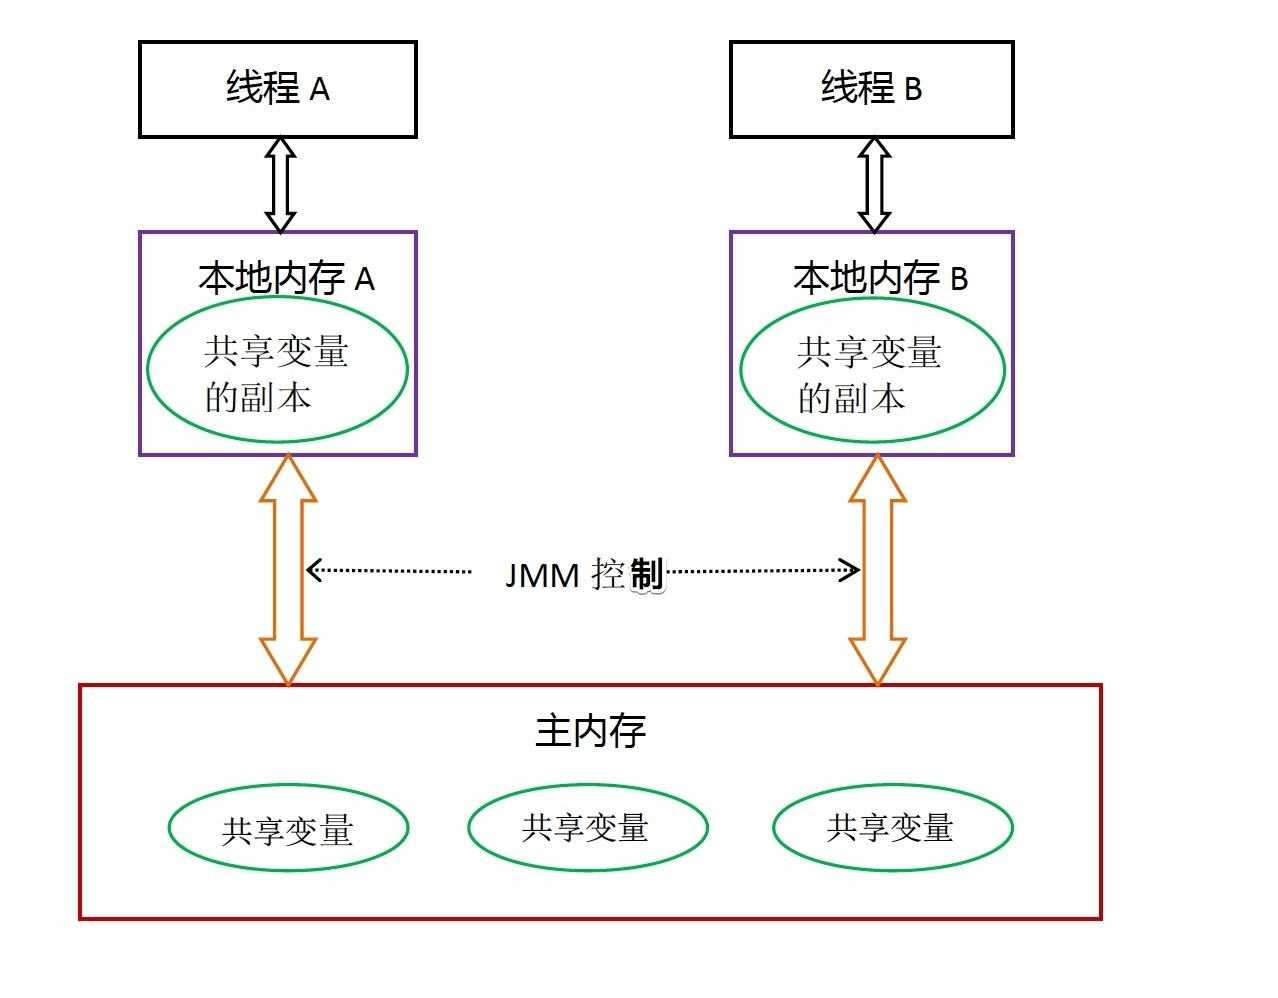 线程 A
线程 B
本地内存 A
共享变量
的副本
本地内存 B
共享变量
的副本
JMM 控制
主内存
共享变量
共享变量
共享变量